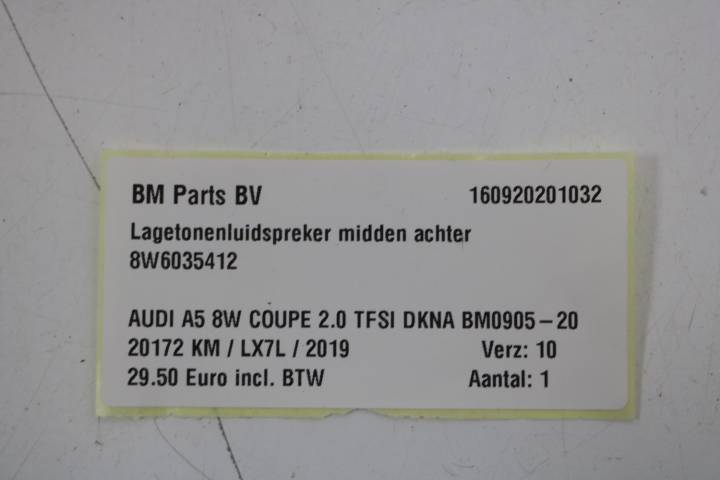 BM Parts BV 160920201032
Lagetonenluidspreker midden achter
8W6035412
AUDI A5 8W COUPE 2.0 TFSI DKNA BM0905-20
20172 KM / LX7L / 2019 Verz: 10
29.50 Euro incl. BTW Aantal: 1